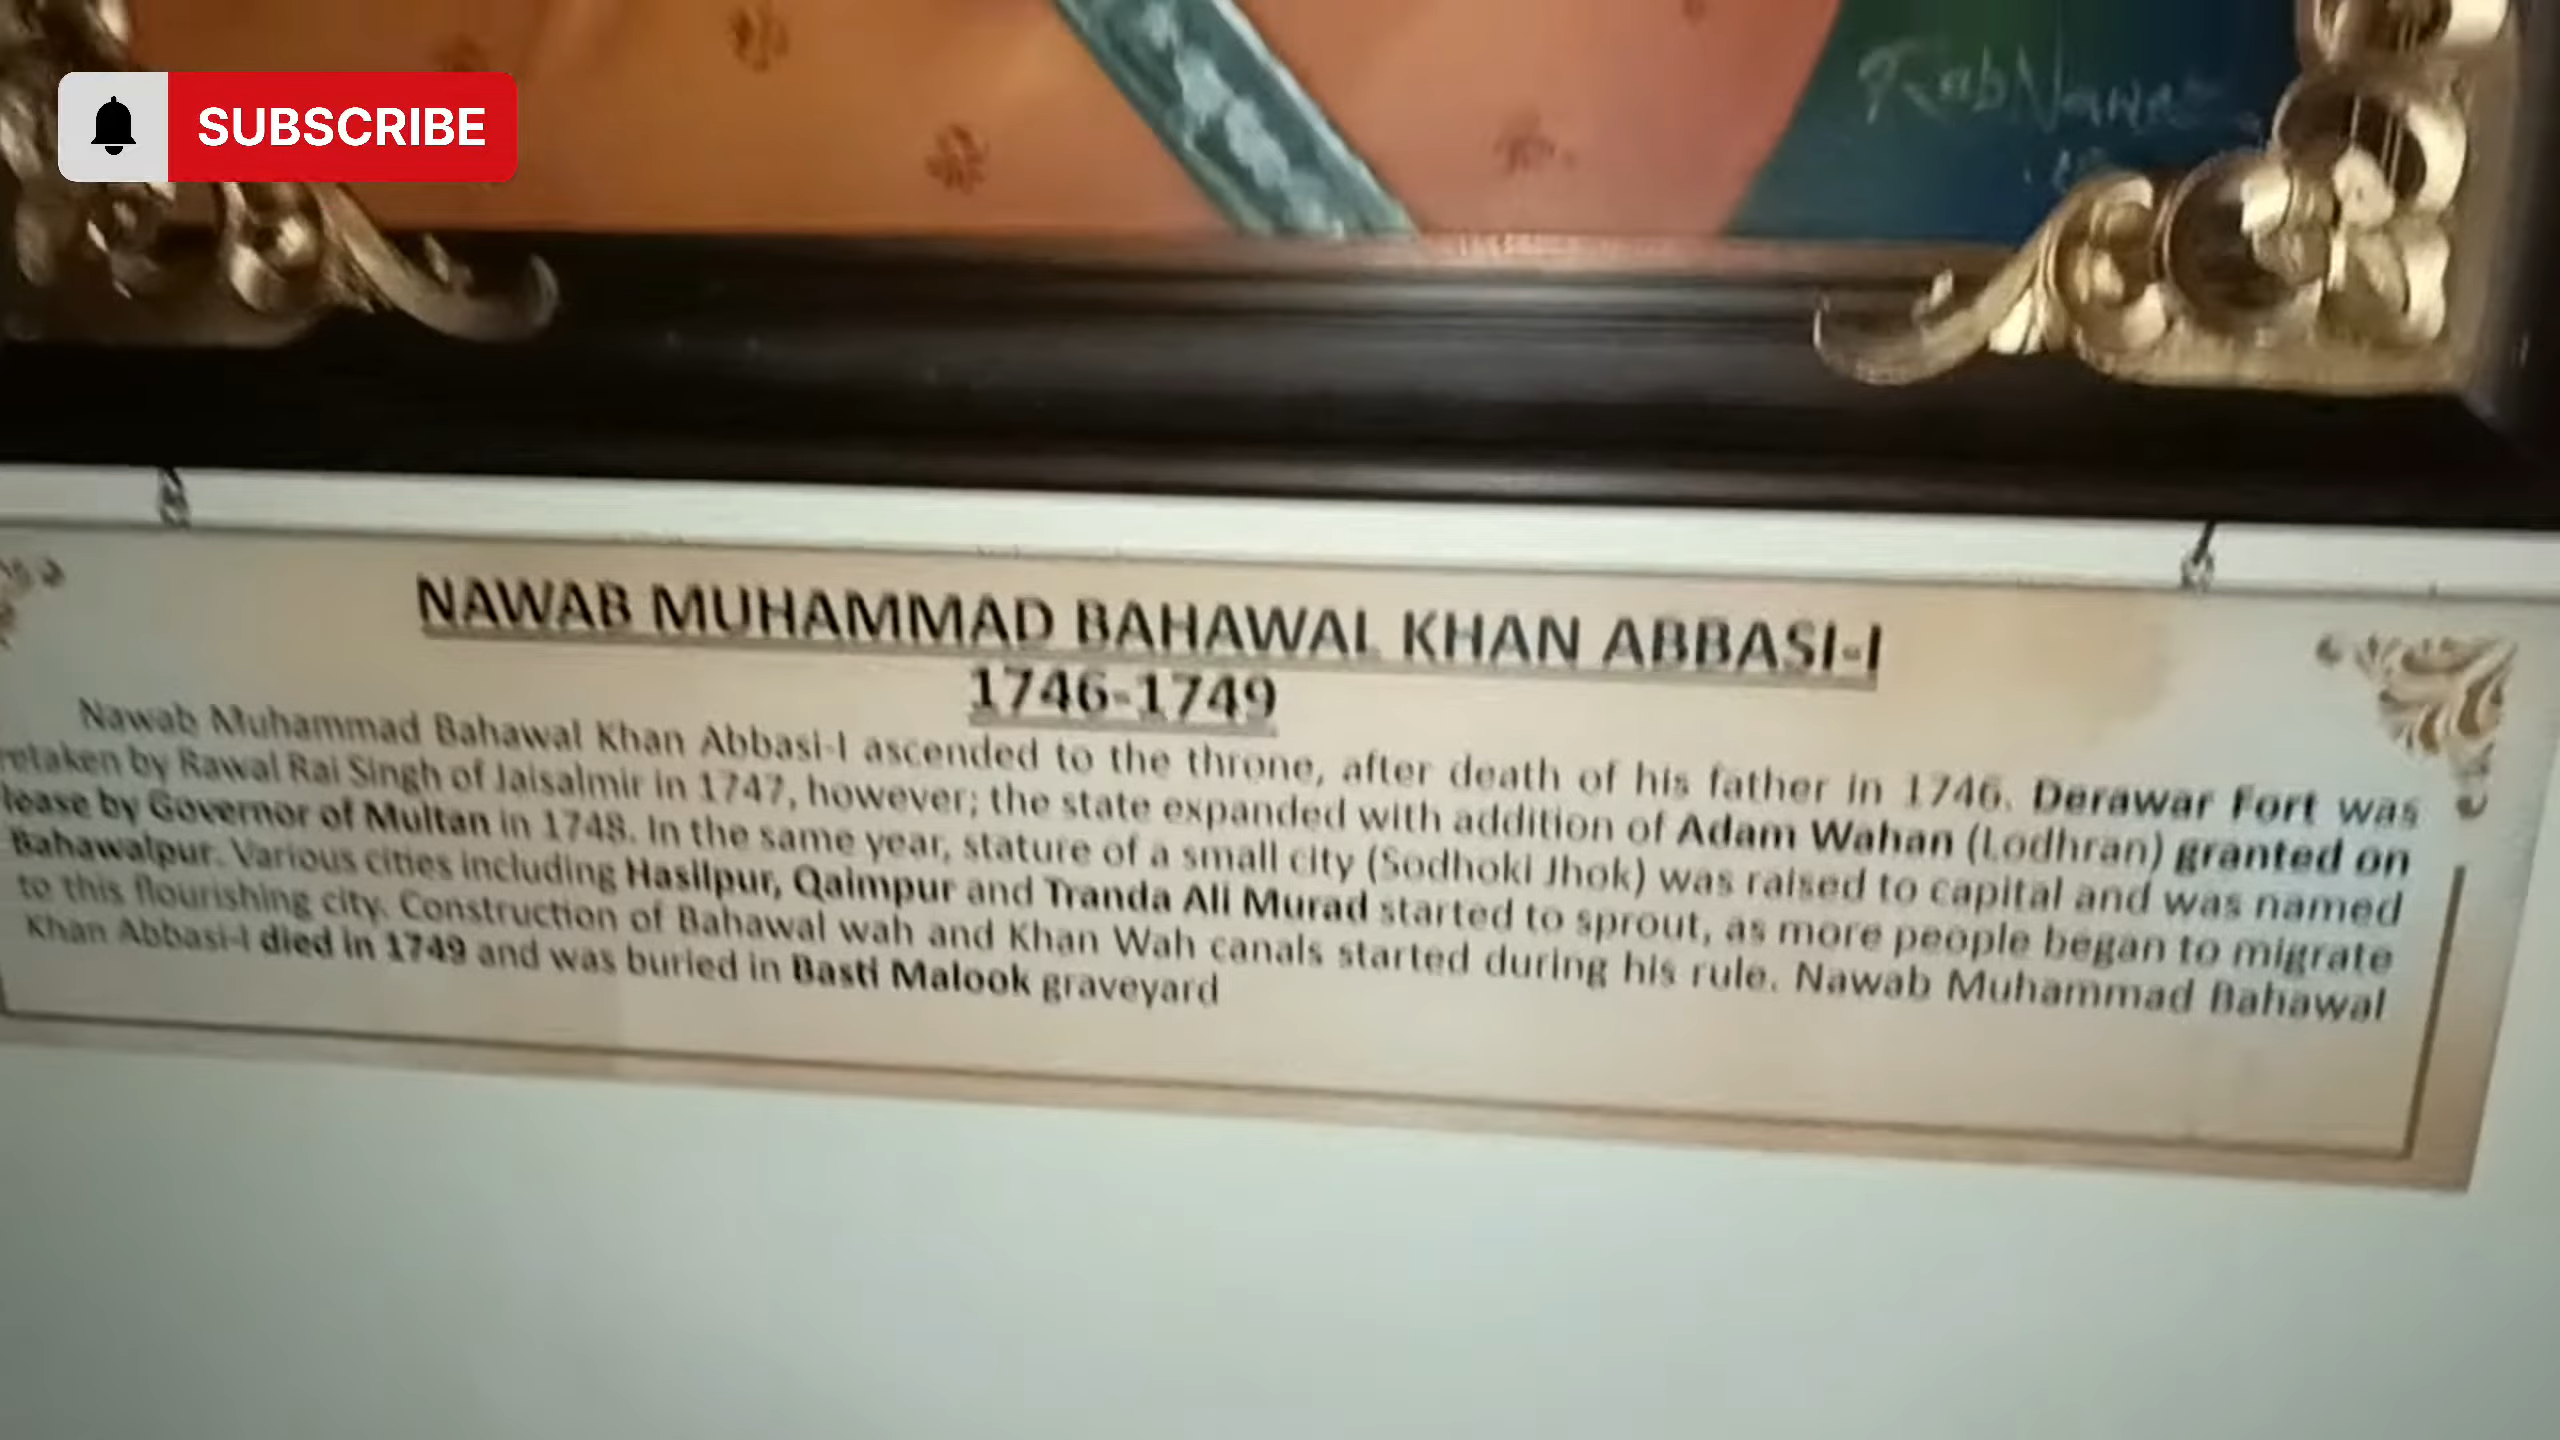 SUBSCRIBE
RabNawaz
NAWAB MUHAMMAD BAHAWAL KHAN ABBASI-I
1746-1749
Nawab Muhammad Bahawal Khan Abbasi-I ascended to the throne, after death of his father in 1746. Derawar Fort was
retaken by Rawal Rai Singh of Jaisalmir in 1747, however; the state expanded with addition of Adam Wahan (Lodhran) granted on
lease by Governor of Multan in 1748. In the same year, stature of a small city (Sodhoki Jhok) was raised to capital and was named
Bahawalpur. Various cities including Hasilpur, Qaimpur and Tranda Ali Murad started to sprout, as more people began to migrate
to this flourishing city. Construction of Bahawal wah and Khan Wah canals started during his rule. Nawab Muhammad Bahawal
Khan Abbasi-I died in 1749 and was buried in Basti Malook graveyard